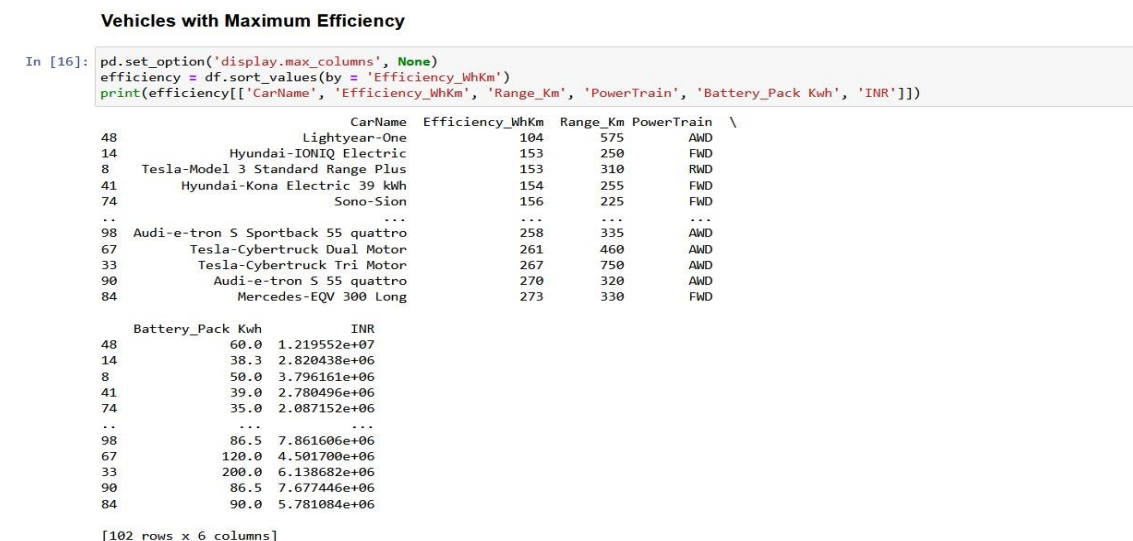 Vehicles with Maximum Efficiency
In [16]: pd.set_option('display.max_columns', None)
efficiency = df.sort_values(by = 'Efficiency_WhKm')
print(efficiency[['CarName', 'Efficiency_WhKm', 'Range_Km', 'PowerTrain', 'Battery_Pack Kwh', 'INR']])
CarName Efficiency_WhKm Range_Km PowerTrain \
48 Lightyear-One 104 575 AWD
14 Hyundai-IONIQ Electric 153 250 FWD
8 Tesla-Model 3 Standard Range Plus 153 310 RWD
41 Hyundai-Kona Electric 39 kWh 154 255 FWD
74 Sono-Sion 156 225 FWD
.. ... ... ... ...
98 Audi-e-tron S Sportback 55 quattro 258 335 AWD
67 Tesla-Cybertruck Dual Motor 261 460 AWD
33 Tesla-Cybertruck Tri Motor 267 750 AWD
90 Audi-e-tron S 55 quattro 270 320 AWD
84 Mercedes-EQV 300 Long 273 330 FWD
Battery_Pack Kwh INR
48 60.0 1.219552e+07
14 38.3 2.820438e+06
8 50.0 3.796161e+06
41 39.0 2.780496e+06
74 35.0 2.087152e+06
.. ... ...
98 86.5 7.861606e+06
67 120.0 4.501700e+06
33 200.0 6.138682e+06
90 86.5 7.677446e+06
84 90.0 5.781084e+06
[102 rows x 6 columns]